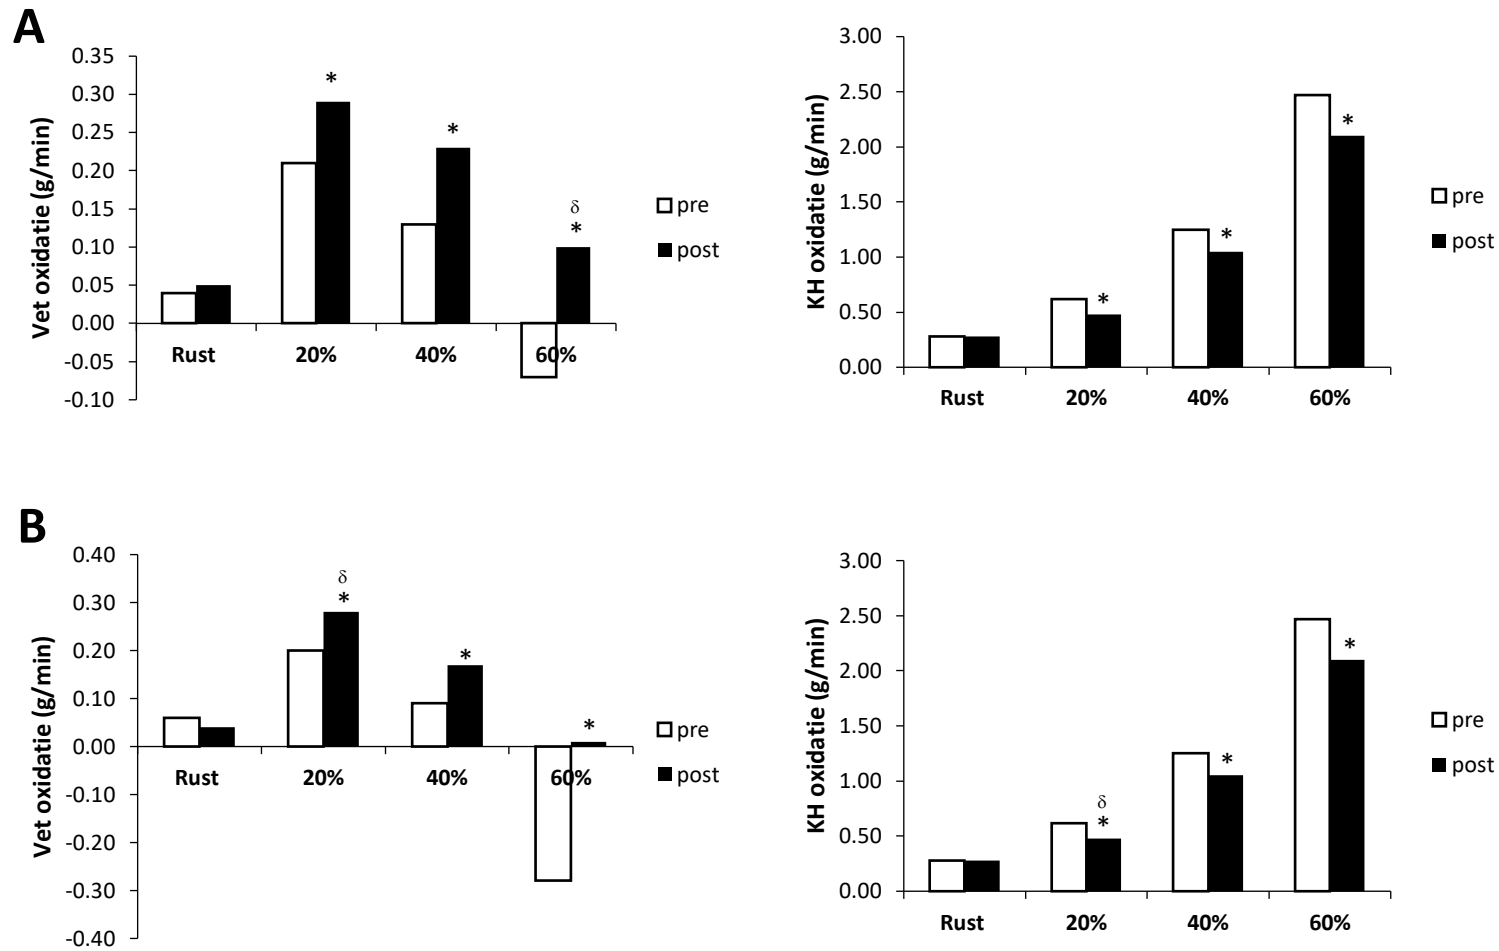 A
Vet oxidatie (g/min)
0.35
0.30
0.25
0.20
0.15
0.10
0.05
0.00
-0.05
-0.10
*
*
δ
*
Rust 20% 40% 60%
pre
post
KH oxidatie (g/min)
3.00
2.50
2.00
1.50
1.00
0.50
0.00
*
*
*
Rust 20% 40% 60%
pre
post
B
Vet oxidatie (g/min)
0.40
0.30
0.20
0.10
0.00
-0.10
-0.20
-0.30
-0.40
δ
*
*
*
Rust 20% 40% 60%
pre
post
KH oxidatie (g/min)
3.00
2.50
2.00
1.50
1.00
0.50
0.00
δ
*
*
*
Rust 20% 40% 60%
pre
post